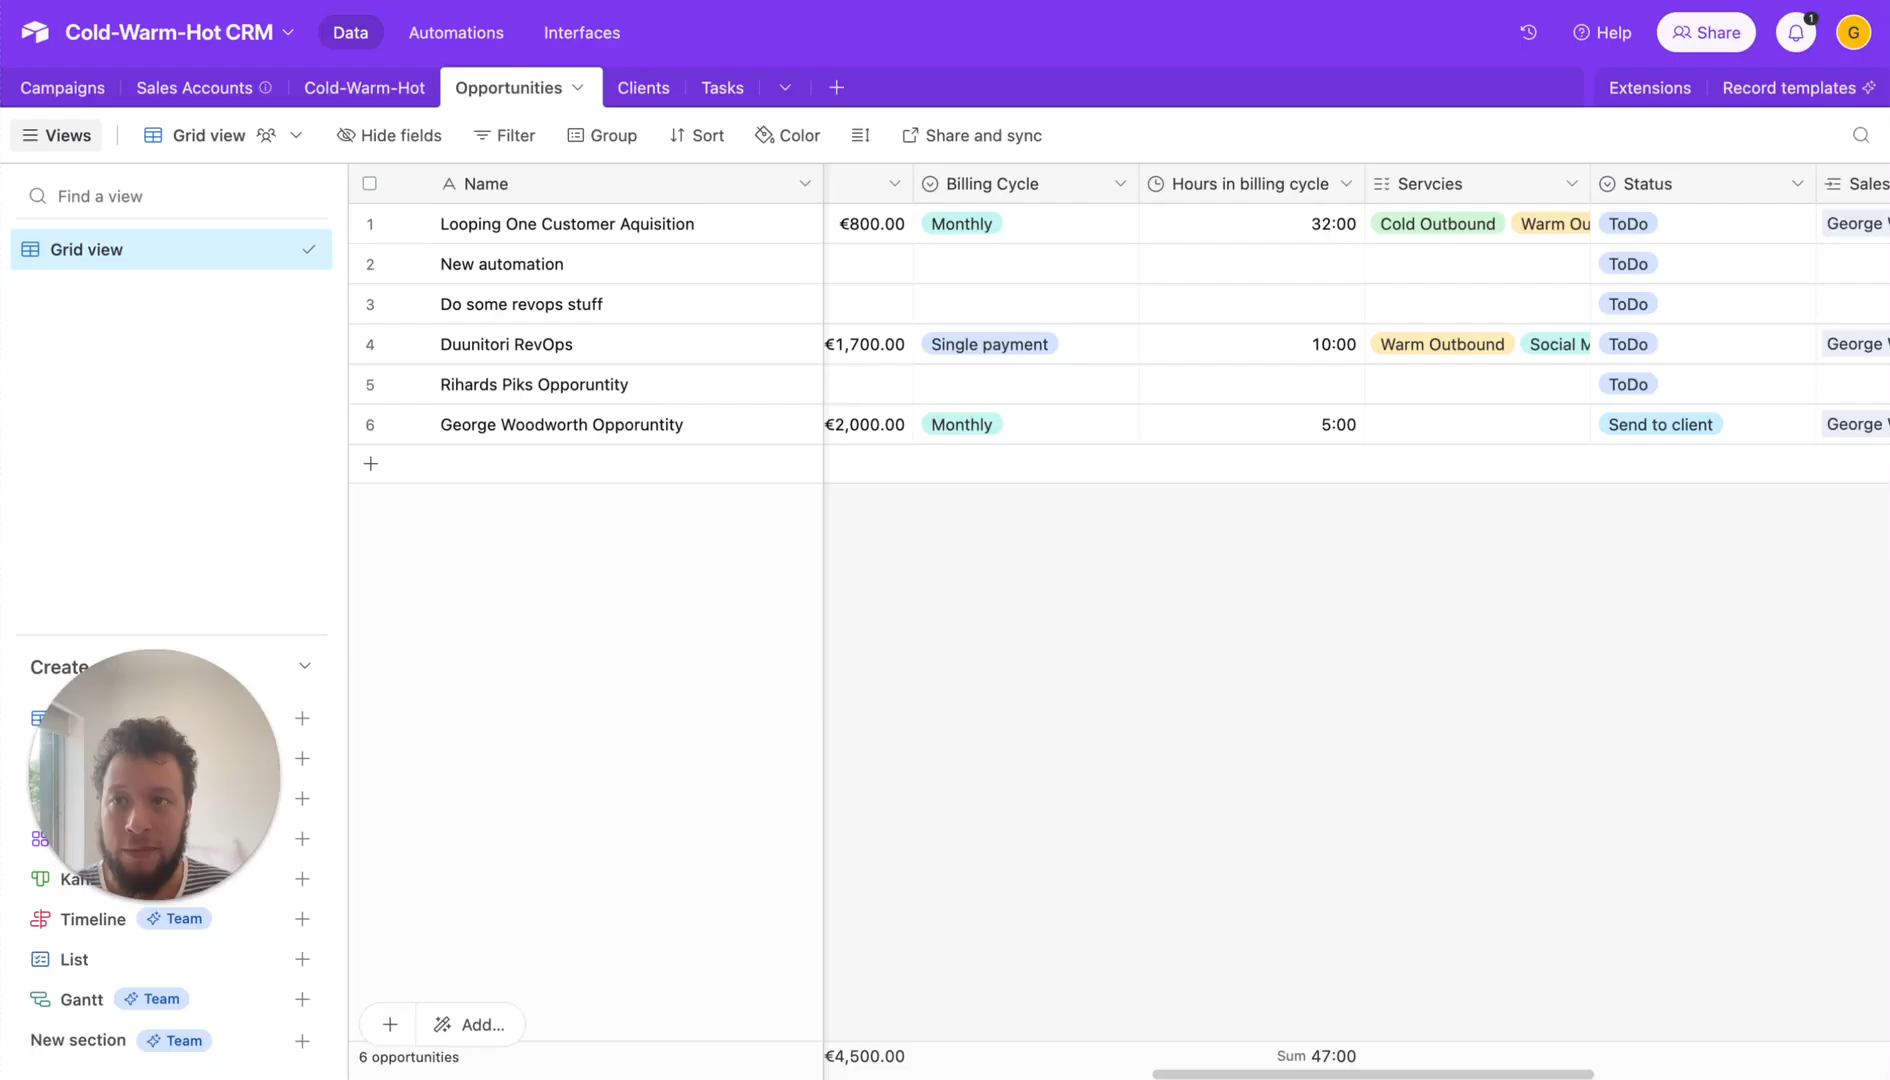 Cold-Warm-Hot CRM Data Automations Interfaces Help Share 1 G
Campaigns Sales Accounts Cold-Warm-Hot Opportunities Clients Tasks Extensions Record templates
Views Grid view Hide fields Filter Group Sort Color Share and sync
Find a view
Grid view
Name Billing Cycle Hours in billing cycle Servcies Status Sales
1 Looping One Customer Aquisition €800.00 Monthly 32:00 Cold Outbound Warm Ou ToDo George
2 New automation ToDo
3 Do some revops stuff ToDo
4 Duunitori RevOps €1,700.00 Single payment 10:00 Warm Outbound Social M ToDo George
5 Rihards Piks Opporuntity ToDo
6 George Woodworth Opporuntity €2,000.00 Monthly 5:00 Send to client George
Create
Kan
Timeline Team
List
Gantt Team
New section Team
Add...
6 opportunities €4,500.00 Sum 47:00